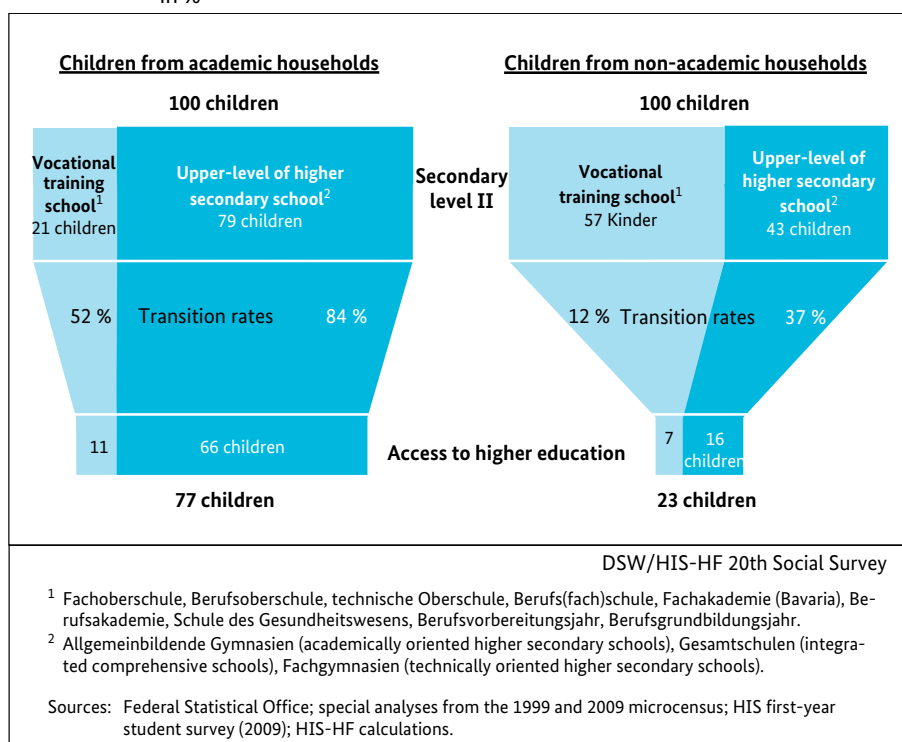 in %
Children from academic households
Children from non-academic households
100 children
100 children
Vocational
training
school1
21 children
Upper-level of higher
secondary school2
79 children
Secondary
level II
Vocational
training school1
57 Kinder
Upper-level of
higher secondary
school2
43 children
52 %
Transition rates
84 %
12 %
Transition rates
37 %
11
66 children
Access to higher education
7
16
children
77 children
23 children
DSW/HIS-HF 20th Social Survey
1 Fachoberschule, Berufsoberschule, technische Oberschule, Berufs(fach)schule, Fachakademie (Bavaria), Be-
rufsakademie, Schule des Gesundheitswesens, Berufsvorbereitungsjahr, Berufsgrundbildungsjahr.
2 Allgemeinbildende Gymnasien (academically oriented higher secondary schools), Gesamtschulen (integra-
ted comprehensive schools), Fachgymnasien (technically oriented higher secondary schools).
Sources: Federal Statistical Office; special analyses from the 1999 and 2009 microcensus; HIS first-year
student survey (2009); HIS-HF calculations.